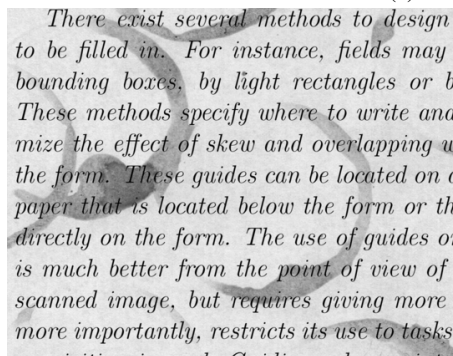 There exist several methods to design
to be filled in. For instance, fields may
bounding boxes, by light rectangles or b
These methods specify where to write and
mize the effect of skew and overlapping w
the form. These guides can be located on
paper that is located below the form or th
directly on the form. The use of guides o
is much better from the point of view of
scanned image, but requires giving more
more importantly, restricts its use to tasks